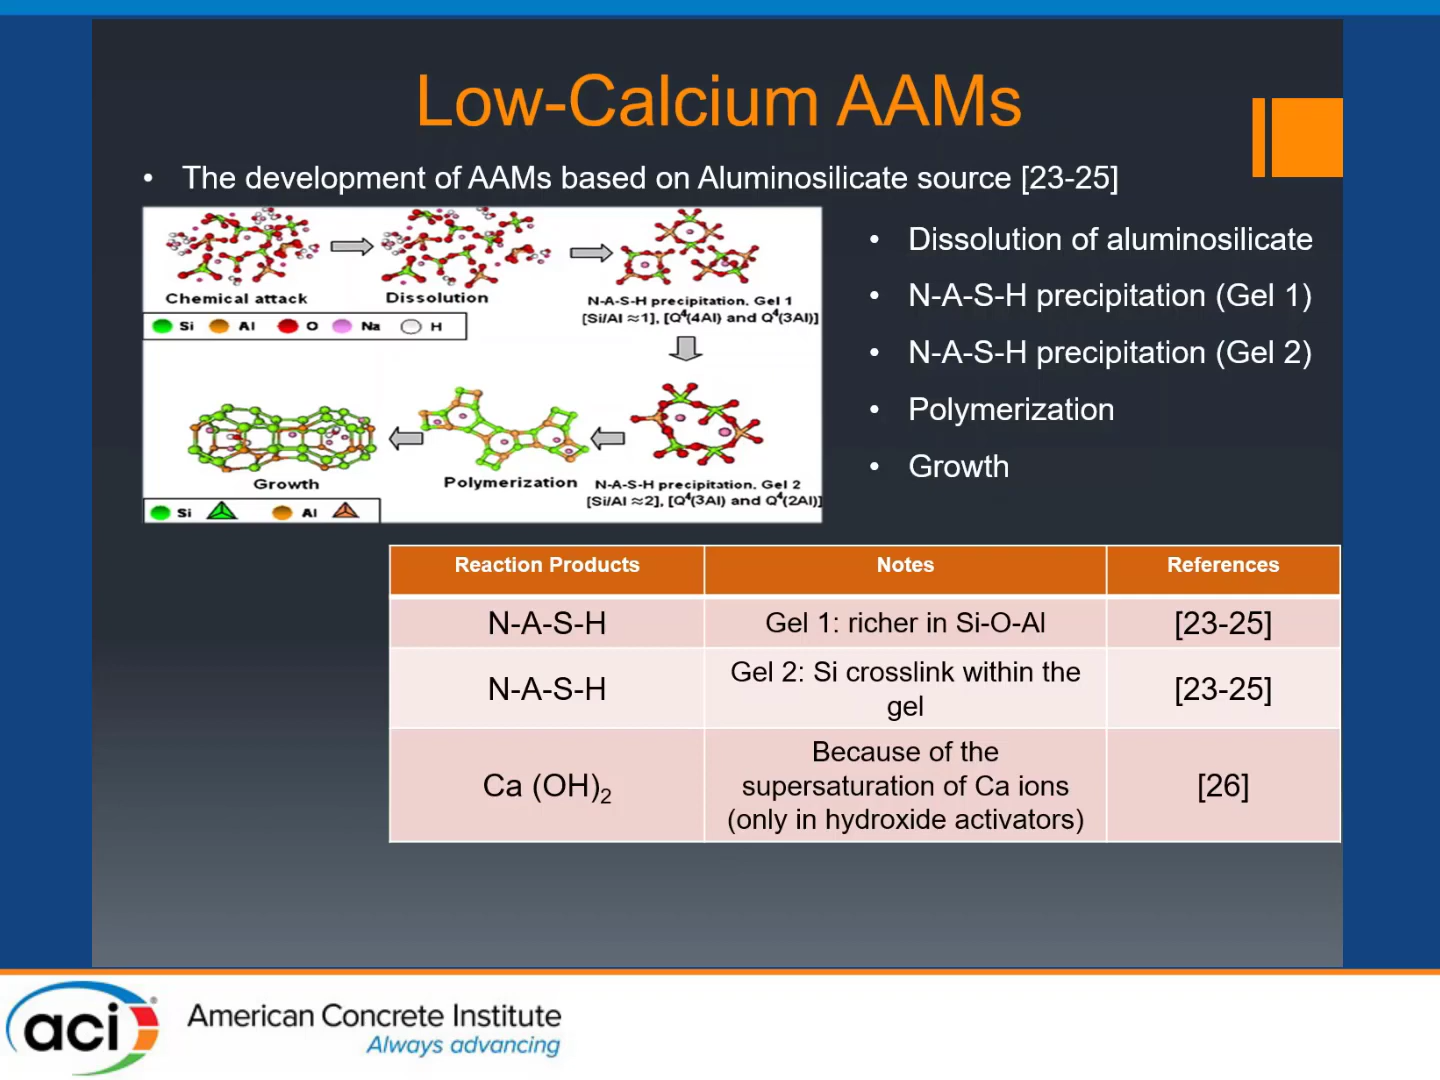 Low-Calcium AAMs
• The development of AAMs based on Aluminosilicate source [23-25]
Chemical attack
Dissolution
N-A-S-H precipitation. Gel 1
[Si/Al ≈1], [Q⁴(4Al) and Q⁴(3Al)]
Si Al O Na H
Growth
Polymerization
N-A-S-H precipitation. Gel 2
[Si/Al ≈2], [Q⁴(3Al) and Q⁴(2Al)]
Si Al
• Dissolution of aluminosilicate
• N-A-S-H precipitation (Gel 1)
• N-A-S-H precipitation (Gel 2)
• Polymerization
• Growth
Reaction Products Notes References
N-A-S-H Gel 1: richer in Si-O-Al [23-25]
N-A-S-H Gel 2: Si crosslink within the
gel [23-25]
Ca (OH)₂ Because of the
supersaturation of Ca ions
(only in hydroxide activators) [26]
aci
American Concrete Institute
Always advancing